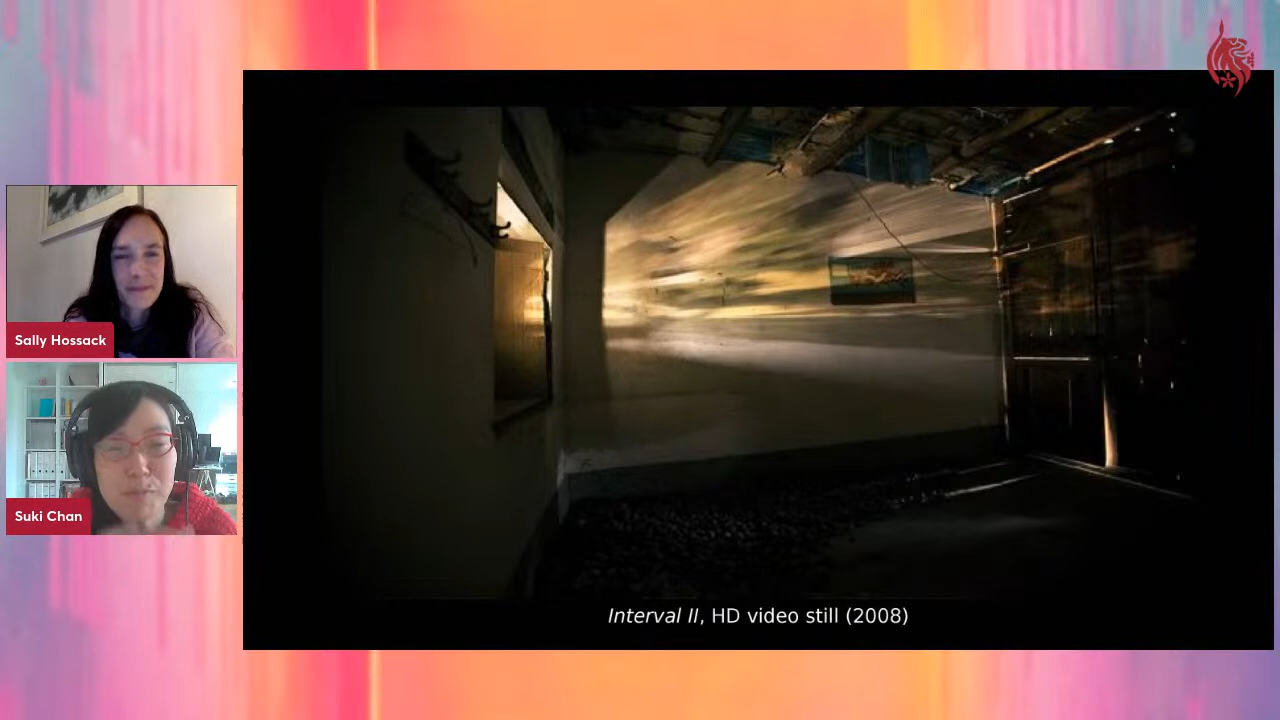 Sally Hossack
Suki Chan
Interval II, HD video still (2008)